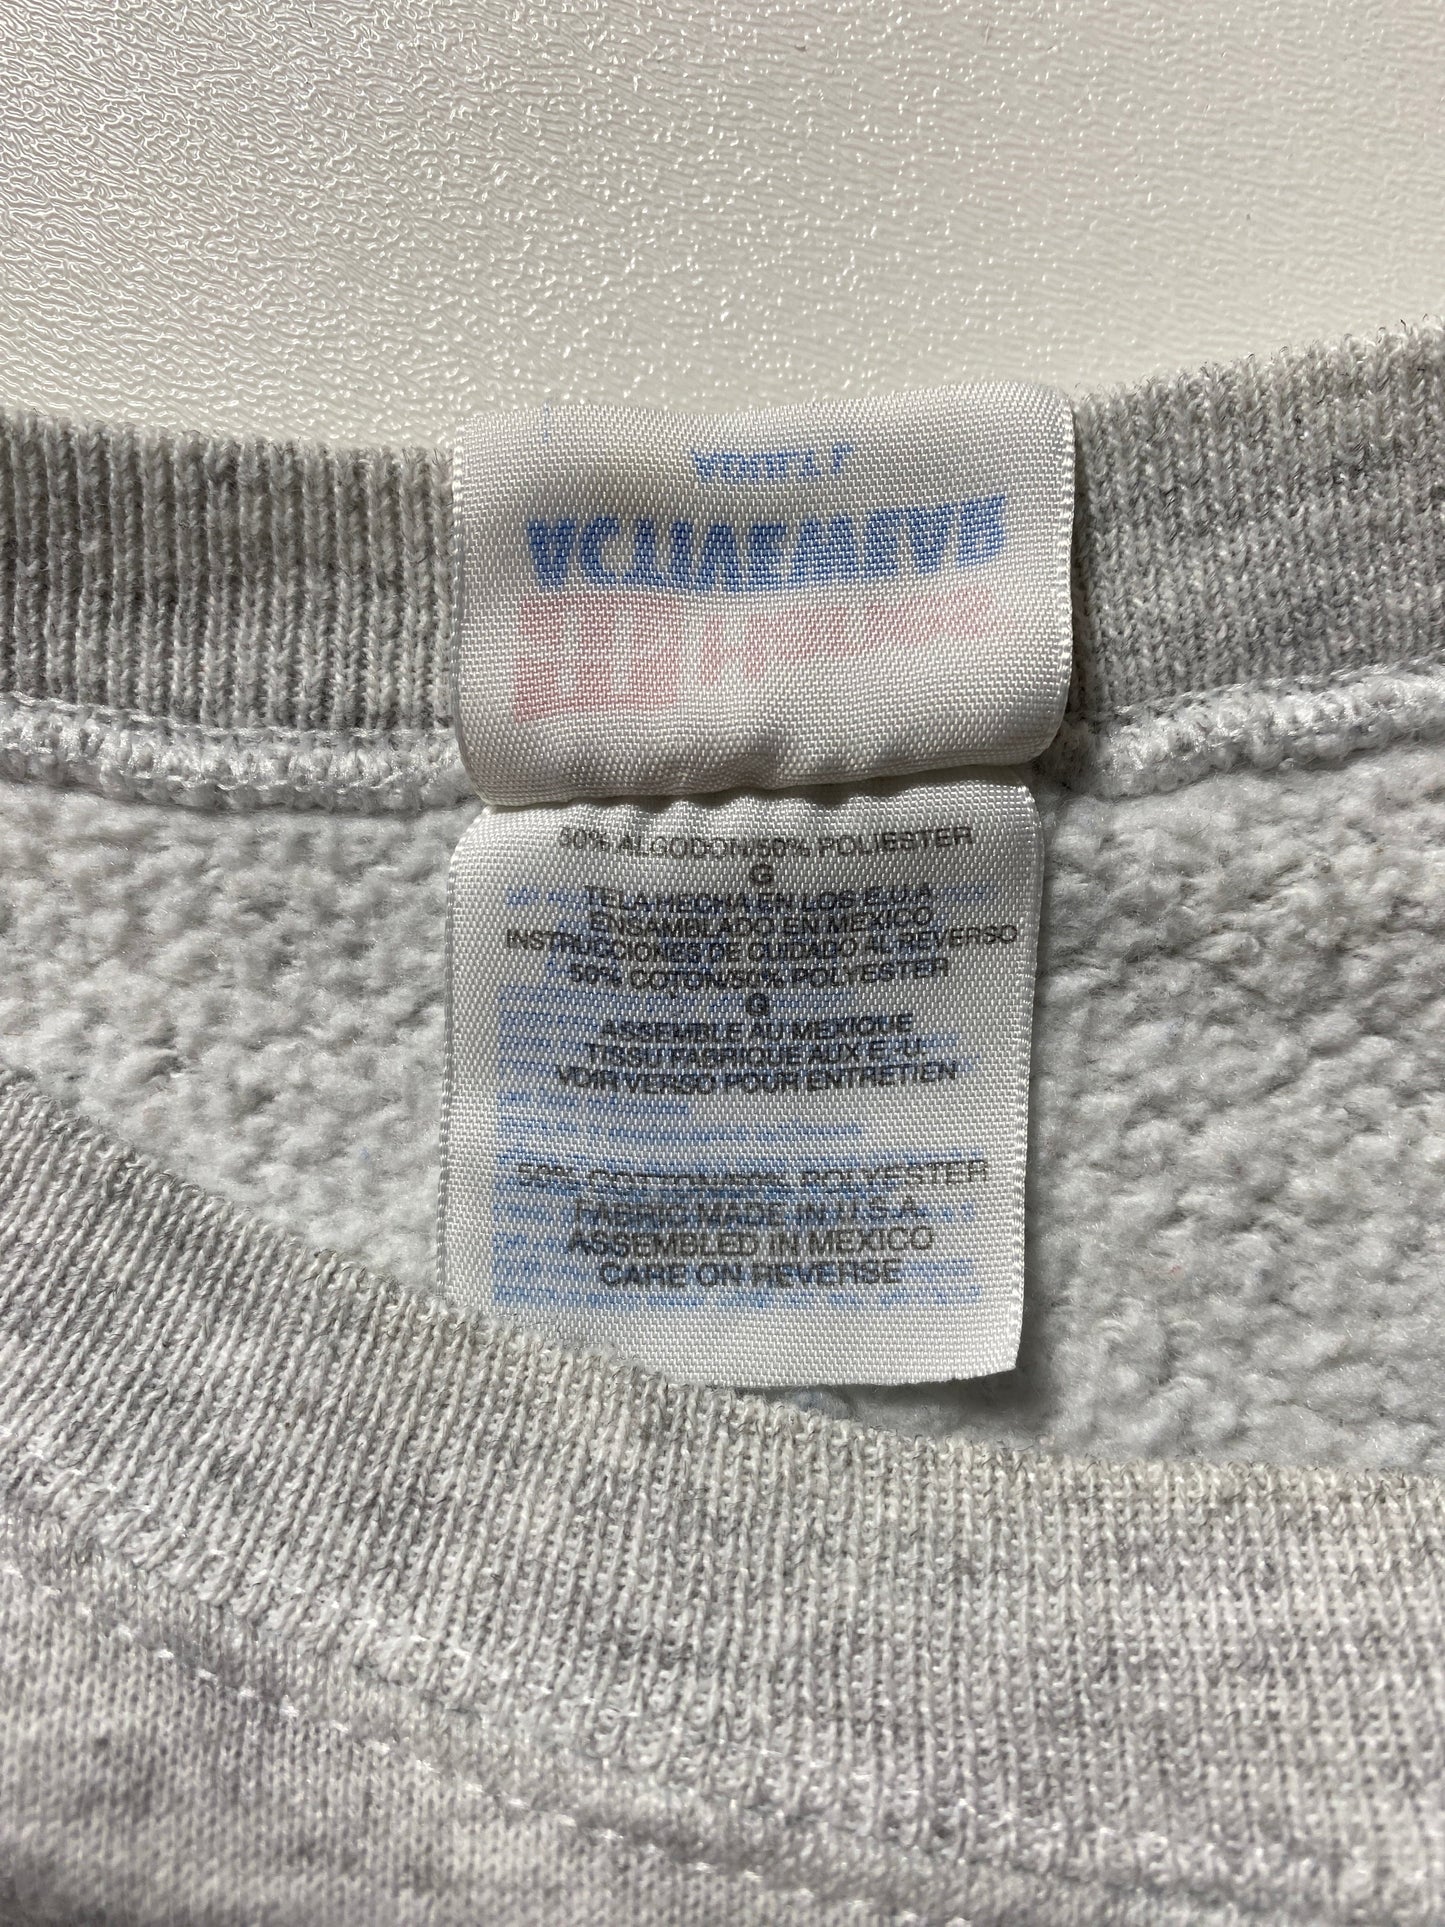 ACTIVEWEAR
50% ALGODON/50% POLIESTER
G
TELA HECHA EN LOS E.U.A
ENSAMBLADO EN MEXICO
INSTRUCCIONES DE CUIDADO AL REVERSO
50% COTON/50% POLYESTER
G
ASSEMBLE AU MEXIQUE
TISSU FABRIQUE AUX E.-U.
VOIR VERSO POUR ENTRETIEN
50% COTTON/50% POLYESTER
FABRIC MADE IN U.S.A
ASSEMBLED IN MEXICO
CARE ON REVERSE